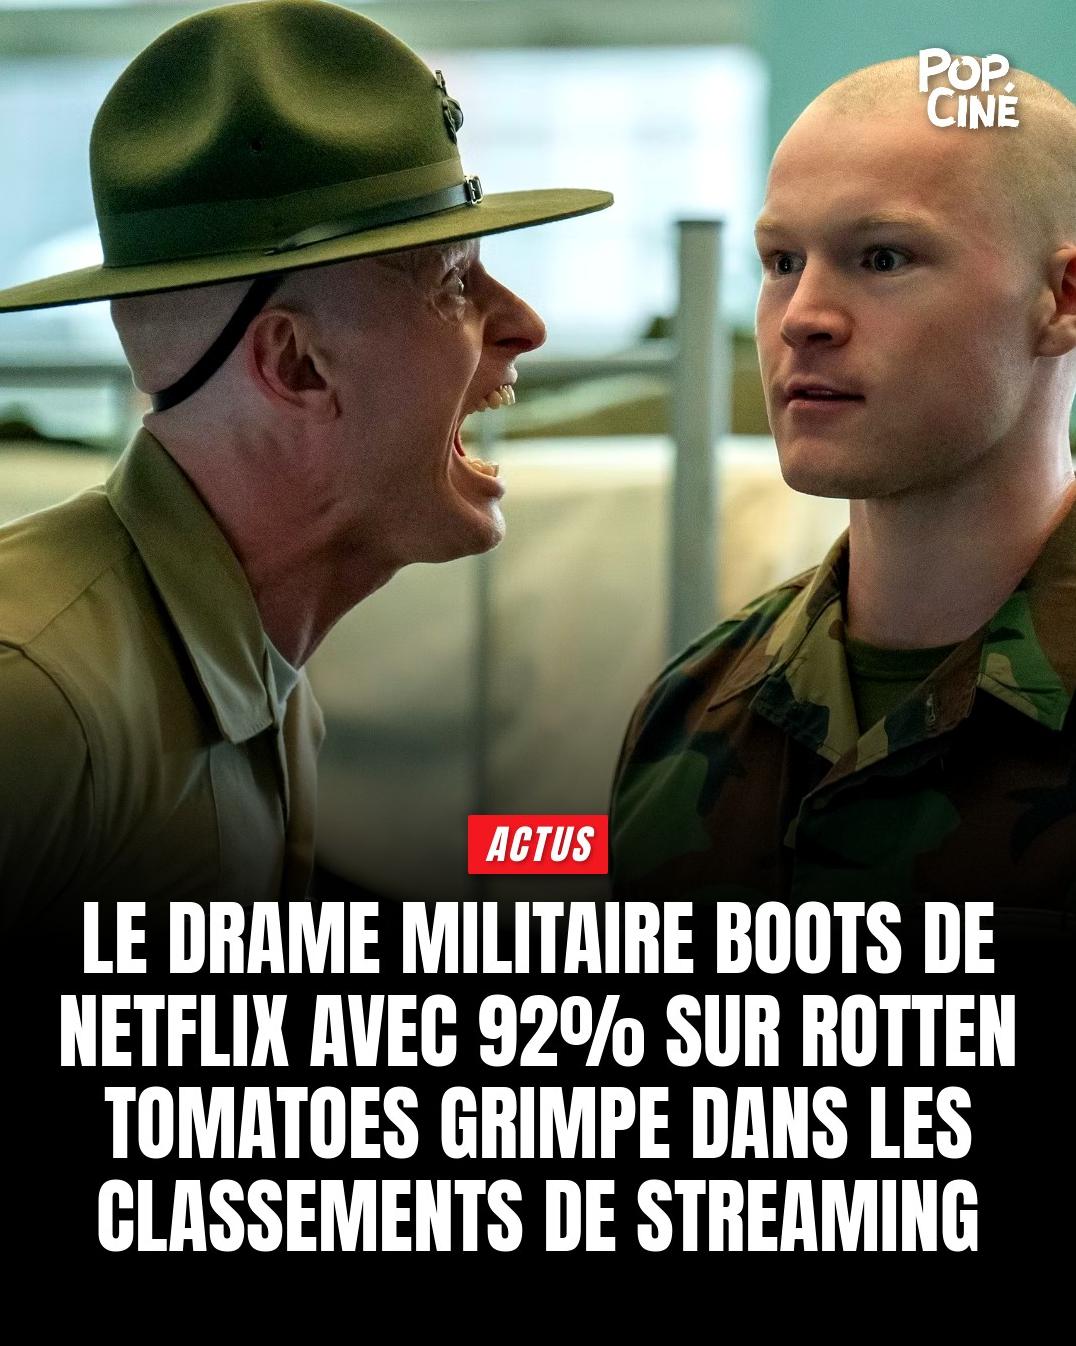 POP.
CINÉ
ACTUS
LE DRAME MILITAIRE BOOTS DE
NETFLIX AVEC 92% SUR ROTTEN
TOMATOES GRIMPE DANS LES
CLASSEMENTS DE STREAMING